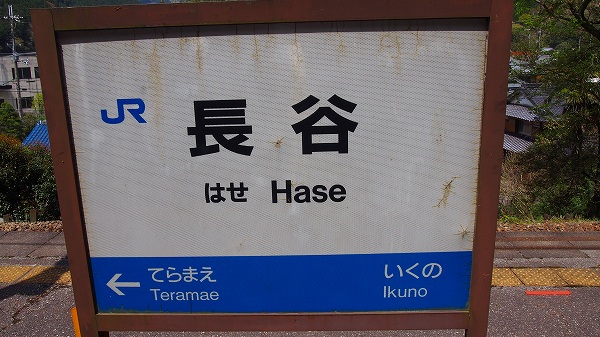 JR
長谷
はせ Hase
← てらまえ いくの
Teramae Ikuno